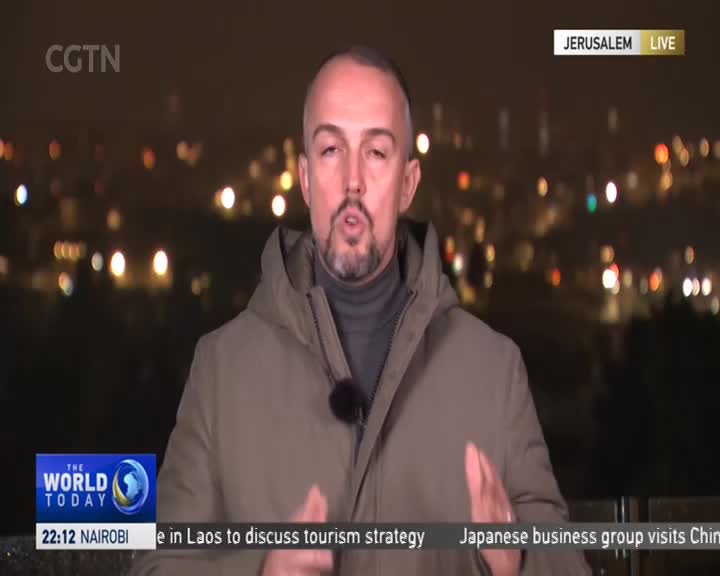 CGTN
JERUSALEM LIVE
THE
WORLD
TODAY
22:12 NAIROBI
e in Laos to discuss tourism strategy Japanese business group visits Chin